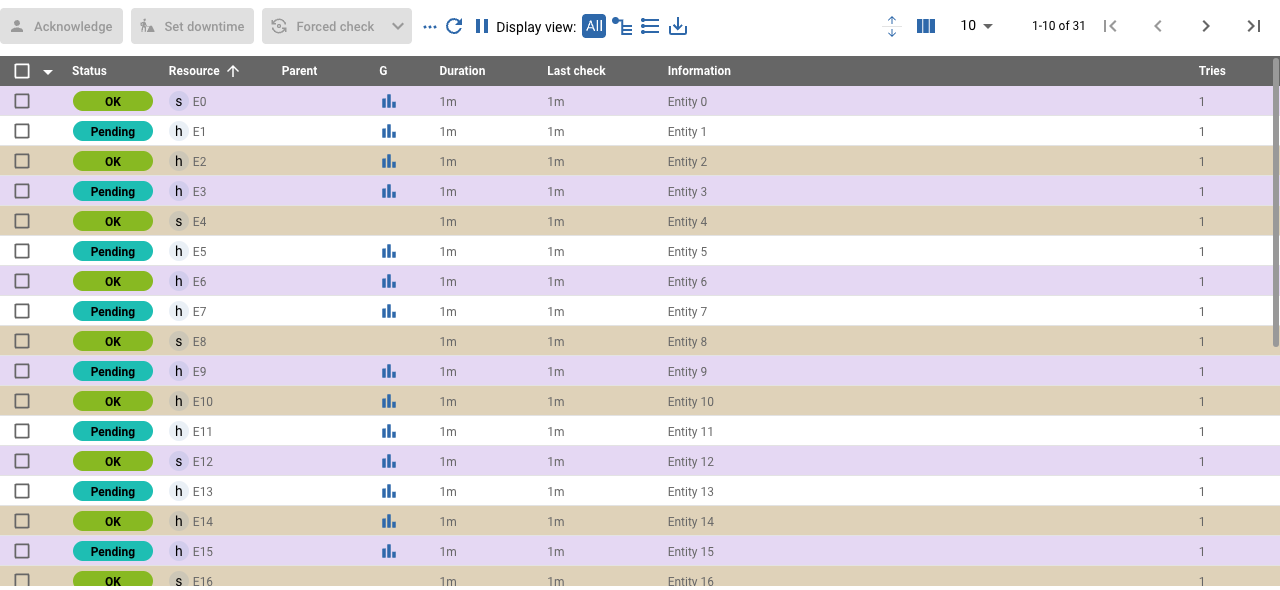 Acknowledge Set downtime Forced check Display view: All 10 1-10 of 31
Status Resource Parent G Duration Last check Information Tries
OK s E0 1m 1m Entity 0 1
Pending h E1 1m 1m Entity 1 1
OK h E2 1m 1m Entity 2 1
Pending h E3 1m 1m Entity 3 1
OK s E4 1m 1m Entity 4 1
Pending h E5 1m 1m Entity 5 1
OK h E6 1m 1m Entity 6 1
Pending h E7 1m 1m Entity 7 1
OK s E8 1m 1m Entity 8 1
Pending h E9 1m 1m Entity 9 1
OK h E10 1m 1m Entity 10 1
Pending h E11 1m 1m Entity 11 1
OK s E12 1m 1m Entity 12 1
Pending h E13 1m 1m Entity 13 1
OK h E14 1m 1m Entity 14 1
Pending h E15 1m 1m Entity 15 1
OK s E16 1m 1m Entity 16 1